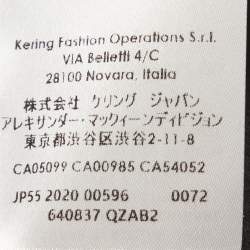 Kering Fashion Operations S.r.l.
VIA Belletti 4/C
28100 Novara, Italia
株式会社 ケリング ジャパン
アレキサンダー・マックィーンディビジョン
東京都渋谷区渋谷2-11-8
CA05099 CA00985 CA54052
JP55 2020 00596 0072
640837 QZAB2